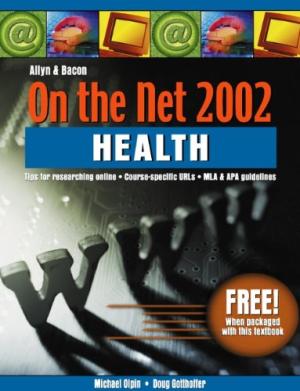 Allyn & Bacon
On the Net 2002
HEALTH
Tips for researching online • Course-specific URLs • MLA & APA guidelines
W W W
FREE!
When packaged
with this textbook
Michael Olpin • Doug Gotthoffer